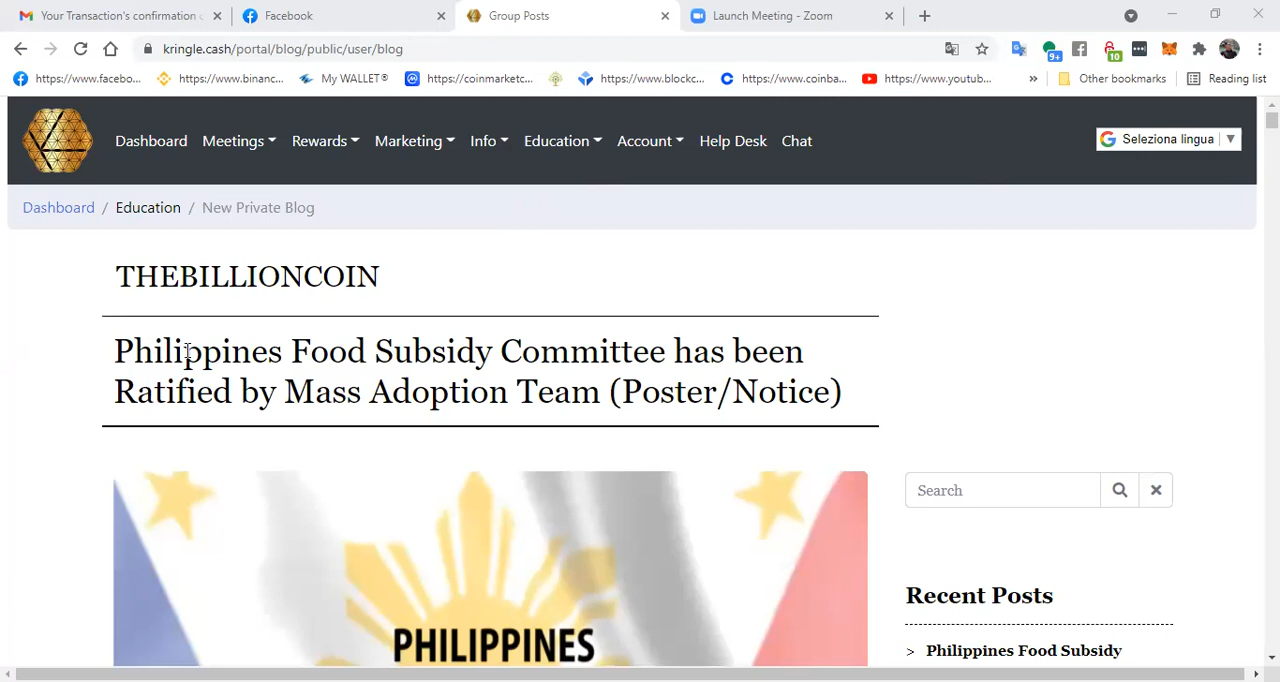 Your Transaction's confirmation
Facebook
Group Posts
Launch Meeting - Zoom
kringle.cash/portal/blog/public/user/blog
9+
10
https://www.facebo...
https://www.binanc...
My WALLET®
https://coinmarketc...
https://www.blockc...
https://www.coinba...
https://www.youtub...
»
Other bookmarks
Reading list
Dashboard
Meetings
Rewards
Marketing
Info
Education
Account
Help Desk
Chat
Seleziona lingua
Dashboard / Education / New Private Blog
THEBILLIONCOIN
Philippines Food Subsidy Committee has been
Ratified by Mass Adoption Team (Poster/Notice)
Search
PHILIPPINES
Recent Posts
> Philippines Food Subsidy